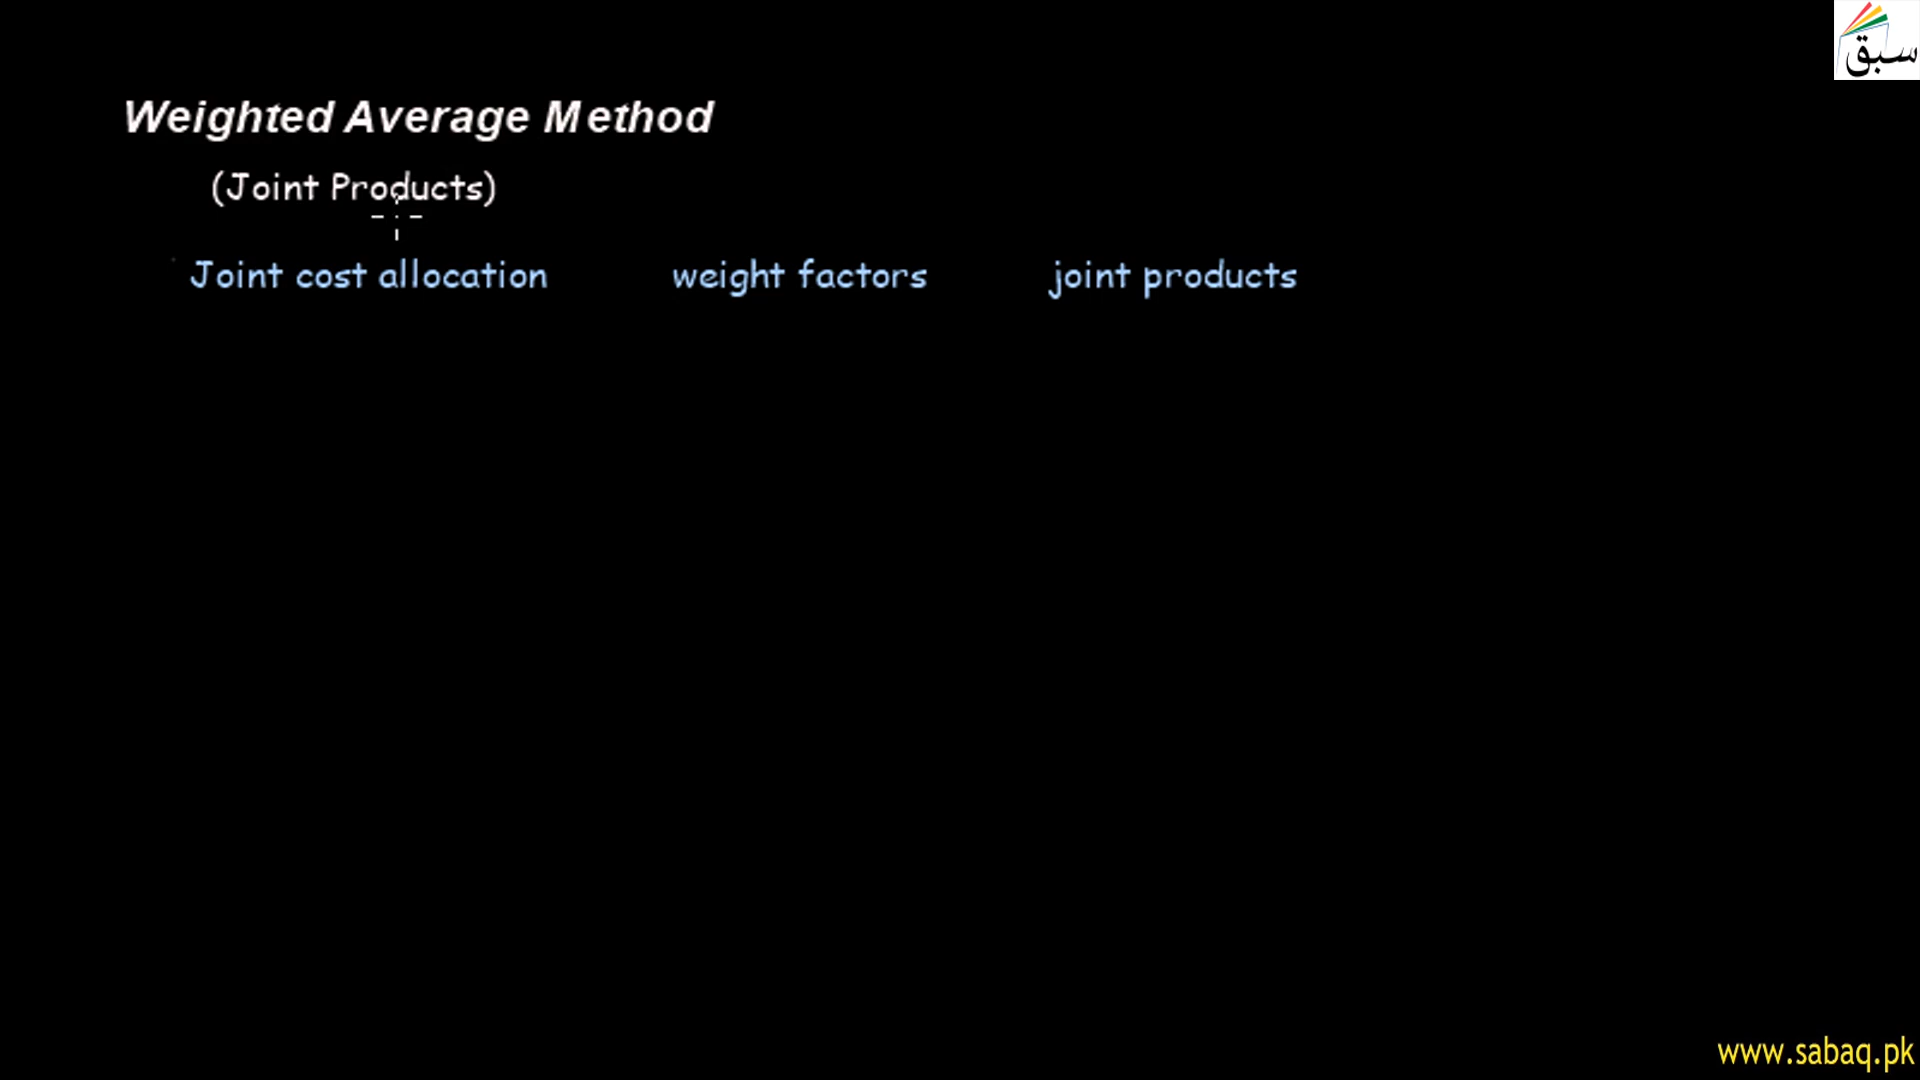 سبق
Weighted Average Method
(Joint Products)
Joint cost allocation weight factors joint products
www.sabaq.pk